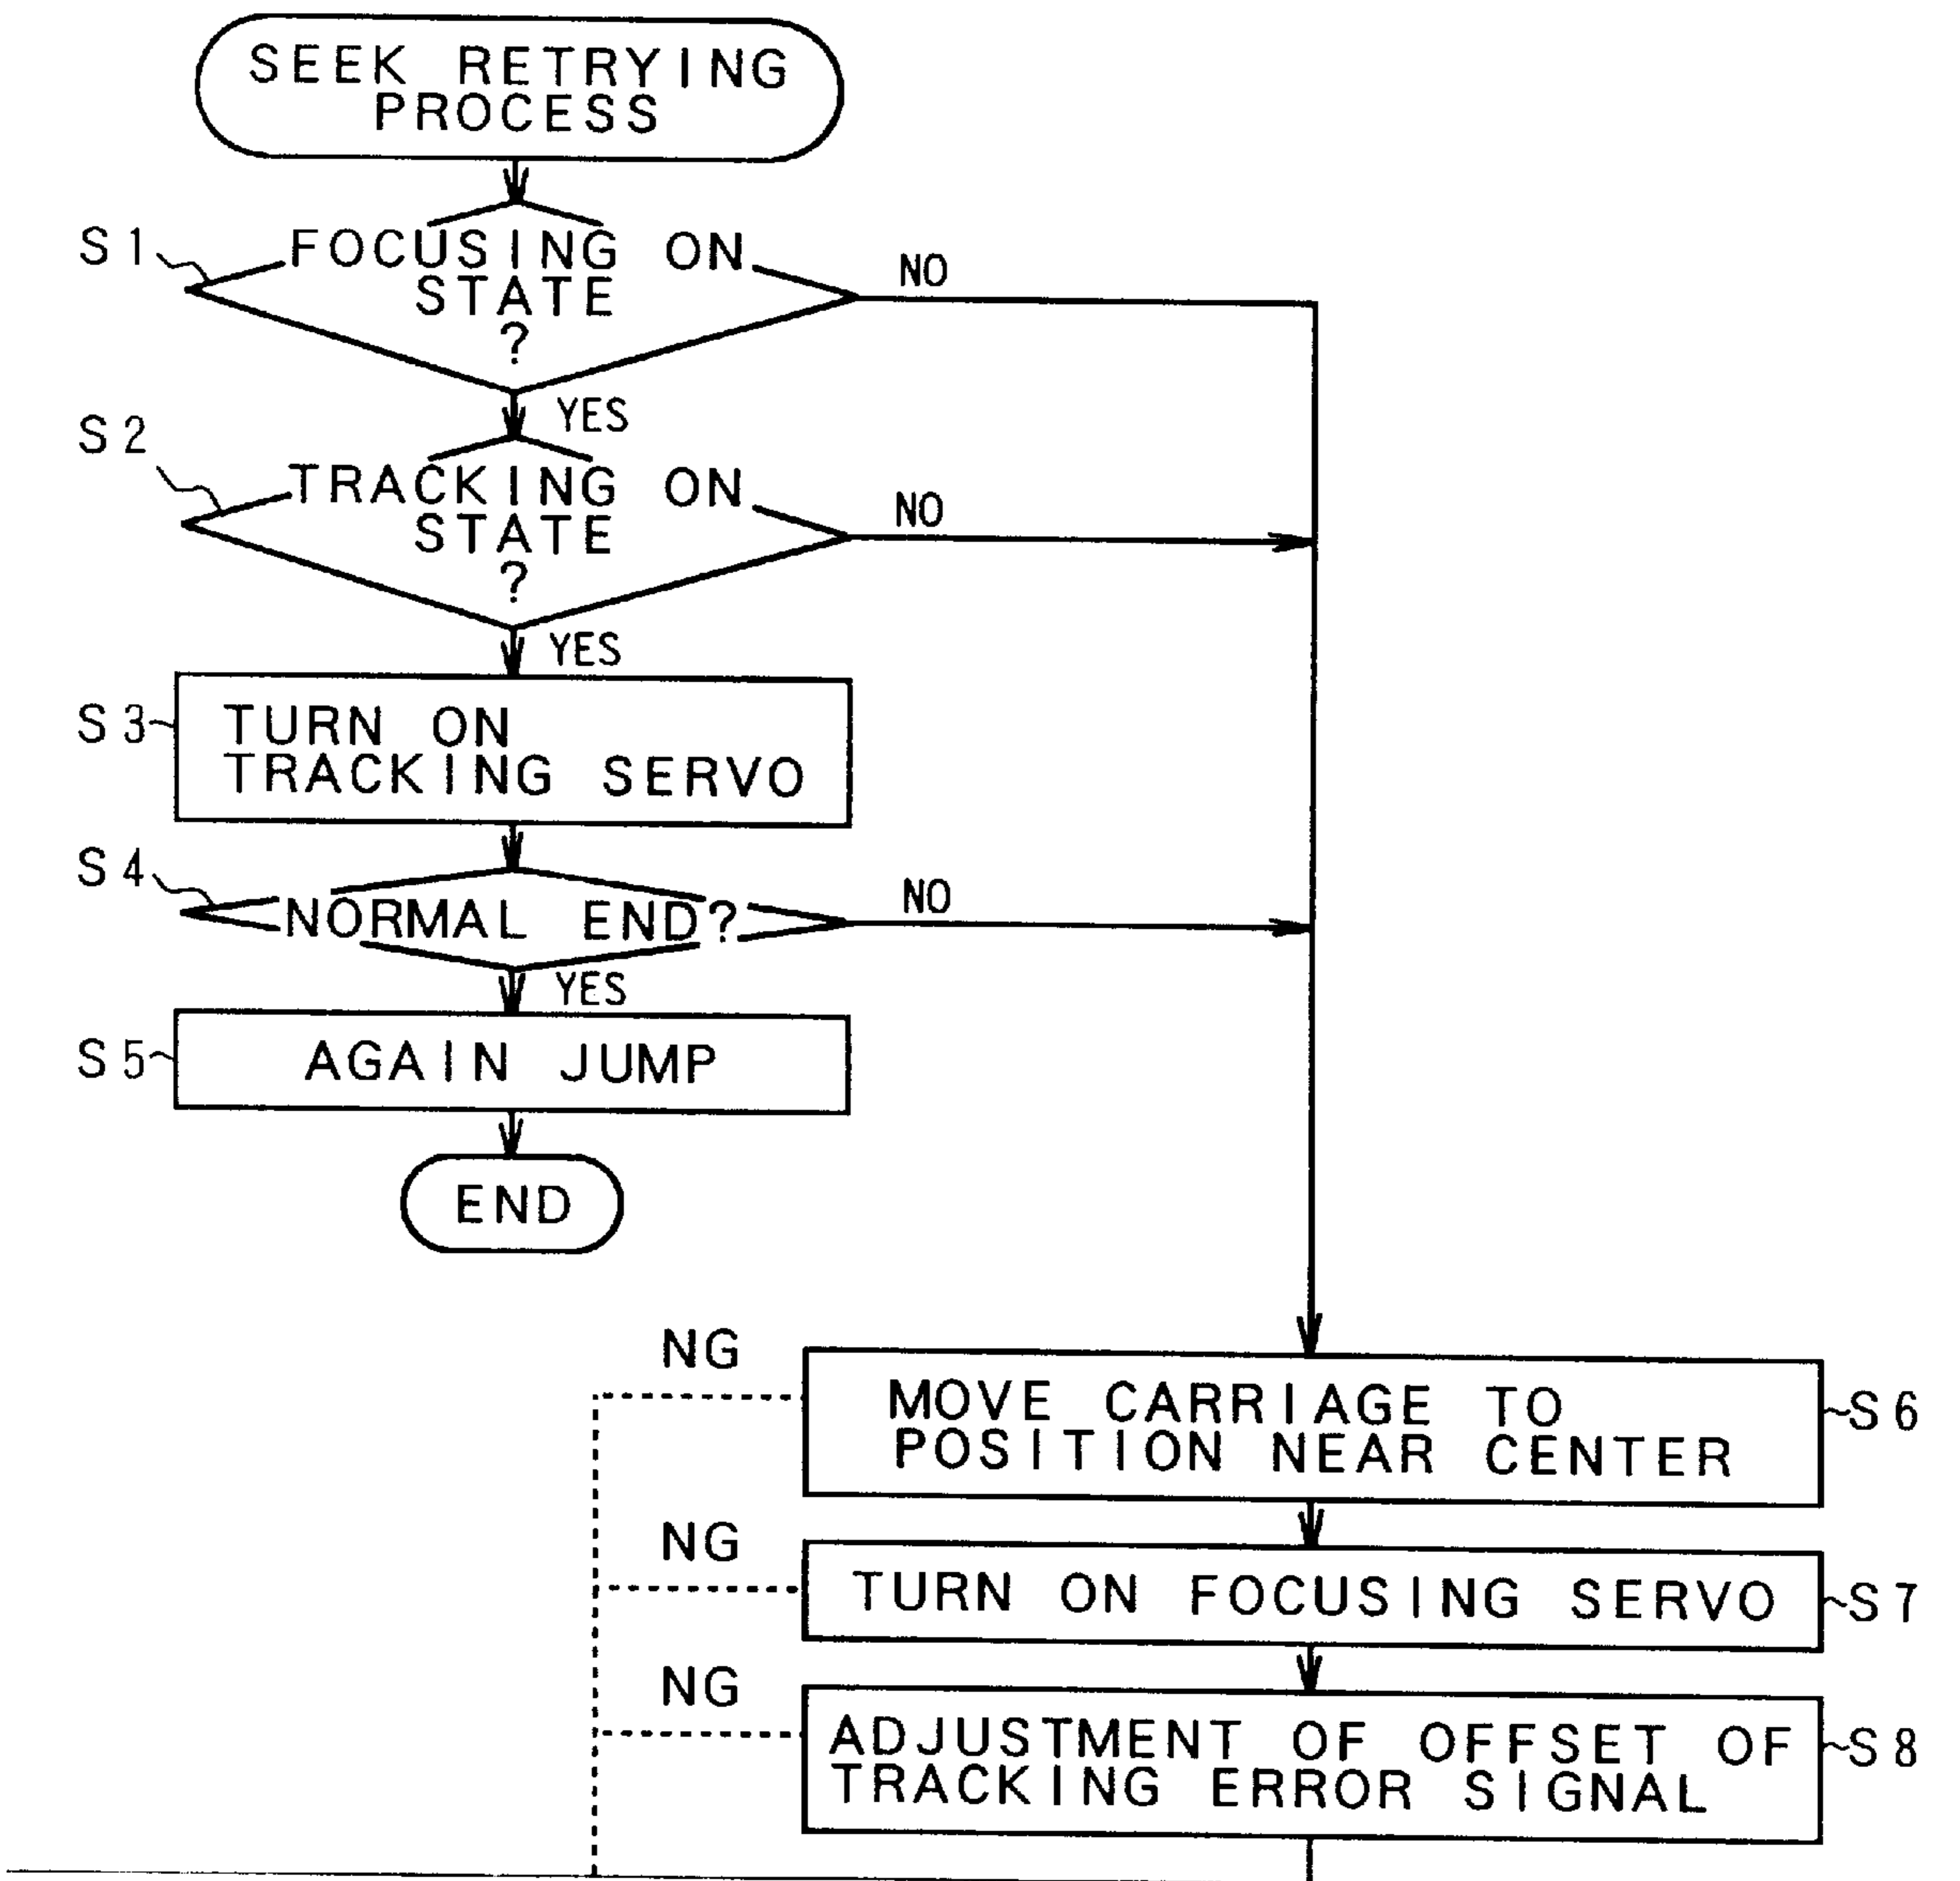 SEEK RETRYING
PROCESS
S1
FOCUSING ON
STATE
?
NO
YES
S2
TRACKING ON
STATE
?
NO
YES
S3
TURN ON
TRACKING SERVO
S4
NORMAL END?
NO
YES
S5
AGAIN JUMP
END
NG
MOVE CARRIAGE TO
POSITION NEAR CENTER
S6
NG
TURN ON FOCUSING SERVO
S7
NG
ADJUSTMENT OF OFFSET OF
TRACKING ERROR SIGNAL
S8